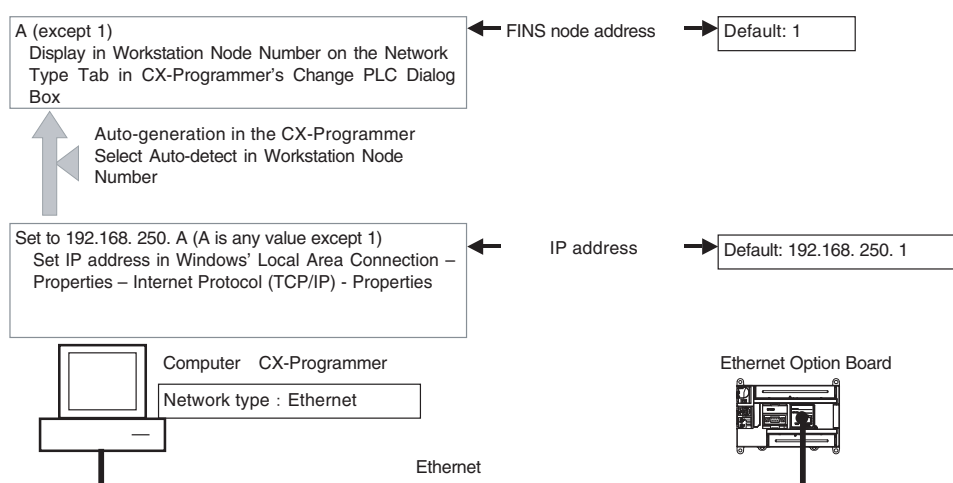 A (except 1)
Display in Workstation Node Number on the Network
Type Tab in CX-Programmer's Change PLC Dialog
Box
FINS node address
Default: 1
Auto-generation in the CX-Programmer
Select Auto-detect in Workstation Node
Number
Set to 192.168. 250. A (A is any value except 1)
Set IP address in Windows' Local Area Connection –
Properties – Internet Protocol (TCP/IP) - Properties
IP address
Default: 192.168. 250. 1
Computer CX-Programmer
Network type : Ethernet
Ethernet Option Board
Ethernet